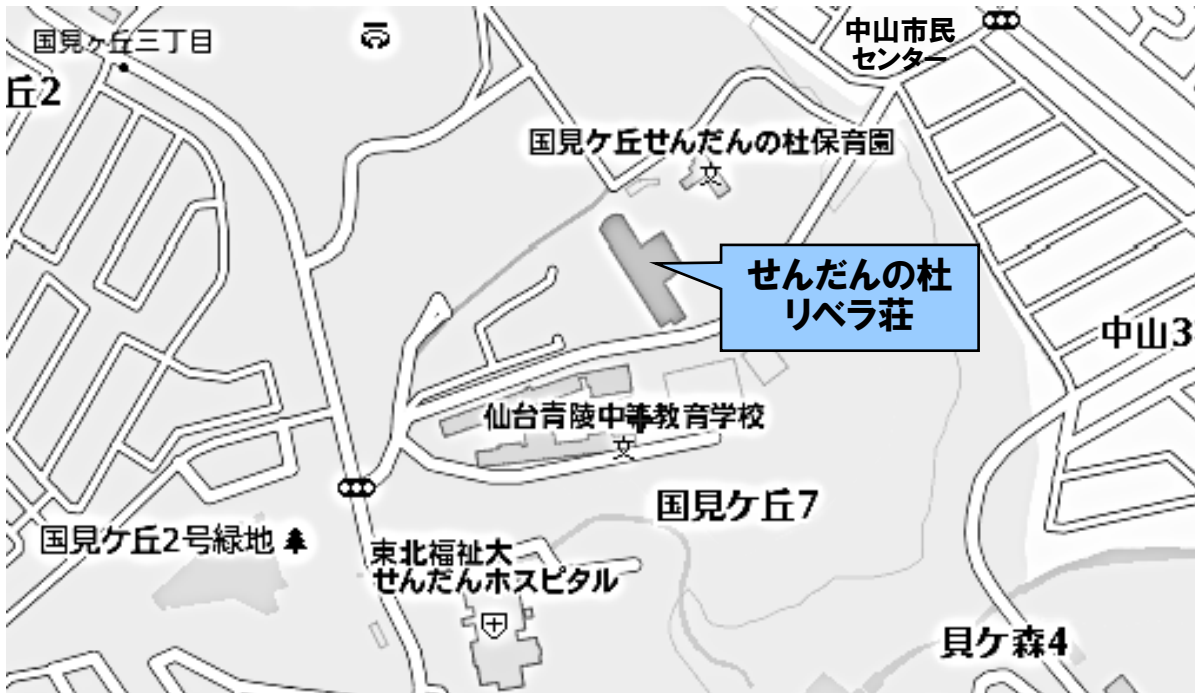 国見ヶ丘三丁目
丘2
中山市民
センター
国見ケ丘せんだんの杜保育園
文
せんだんの杜
リベラ荘
中山3
仙台青陵中等教育学校
文
国見ケ丘7
国見ケ丘2号緑地
東北福祉大
せんだんホスピタル
貝ケ森4